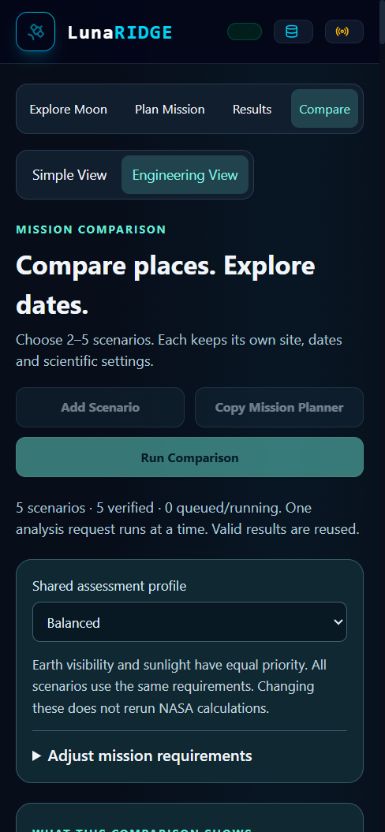 LunaRIDGE
Explore Moon Plan Mission Results Compare
Simple View Engineering View
MISSION COMPARISON
Compare places. Explore
dates.
Choose 2–5 scenarios. Each keeps its own site, dates
and scientific settings.
Add Scenario Copy Mission Planner
Run Comparison
5 scenarios · 5 verified · 0 queued/running. One
analysis request runs at a time. Valid results are reused.
Shared assessment profile
Balanced
Earth visibility and sunlight have equal priority. All
scenarios use the same requirements. Changing
these does not rerun NASA calculations.
Adjust mission requirements
WHAT THIS COMPARISON SHOWS